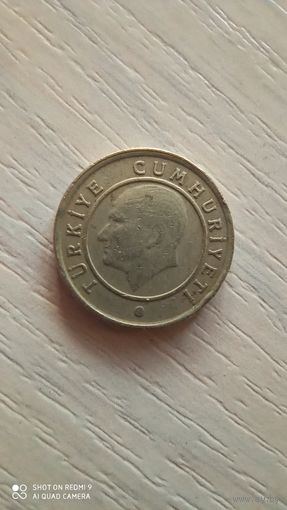 TÜRKİYE CUMHURİYETİ
SHOT ON REDMI 9
AI QUAD CAMERA